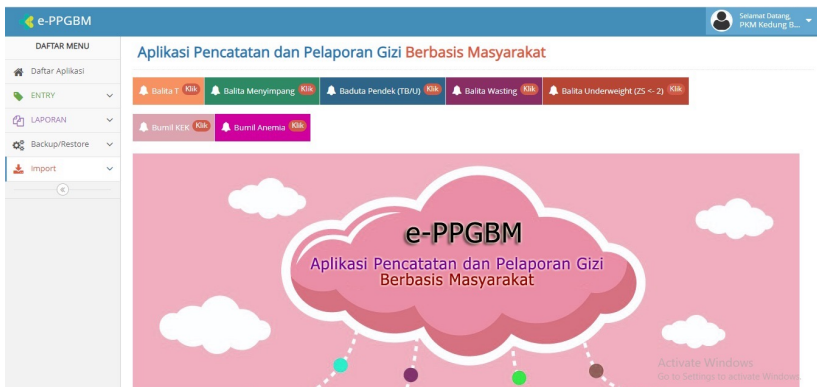 e-PPGBM
Selamat Datang,
PKM Kedung B...
DAFTAR MENU
Aplikasi Pencatatan dan Pelaporan Gizi Berbasis Masyarakat
Daftar Aplikasi
ENTRY
LAPORAN
Backup/Restore
Import
Balita T Klik
Balita Menyimpang Klik
Baduta Pendek (TB/U) Klik
Balita Wasting Klik
Balita Underweight (ZS <- 2) Klik
Bumil KEK Klik
Bumil Anemia Klik
e-PPGBM
Aplikasi Pencatatan dan Pelaporan Gizi
Berbasis Masyarakat
Activate Windows
Go to Settings to activate Windows.